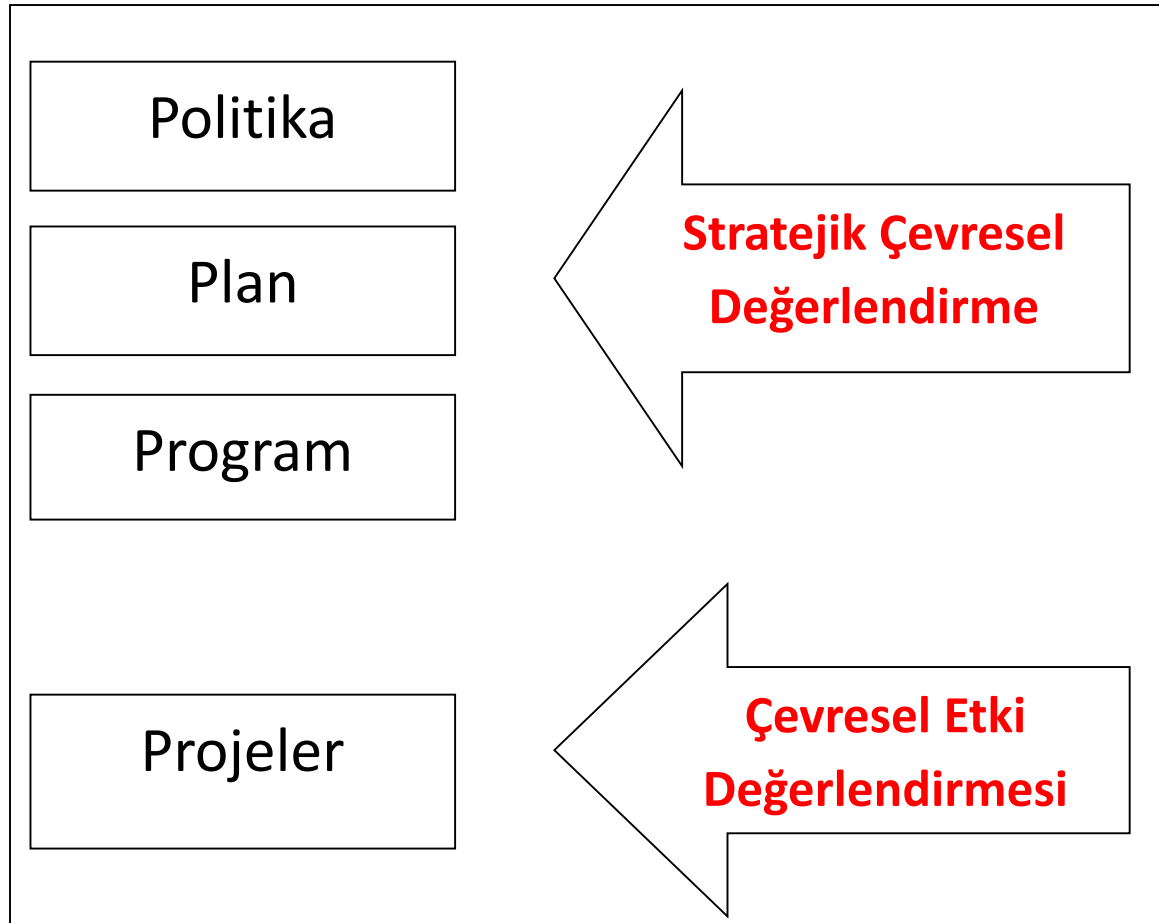 Politika
Plan
Program
Stratejik Çevresel
Değerlendirme
Projeler
Çevresel Etki
Değerlendirmesi